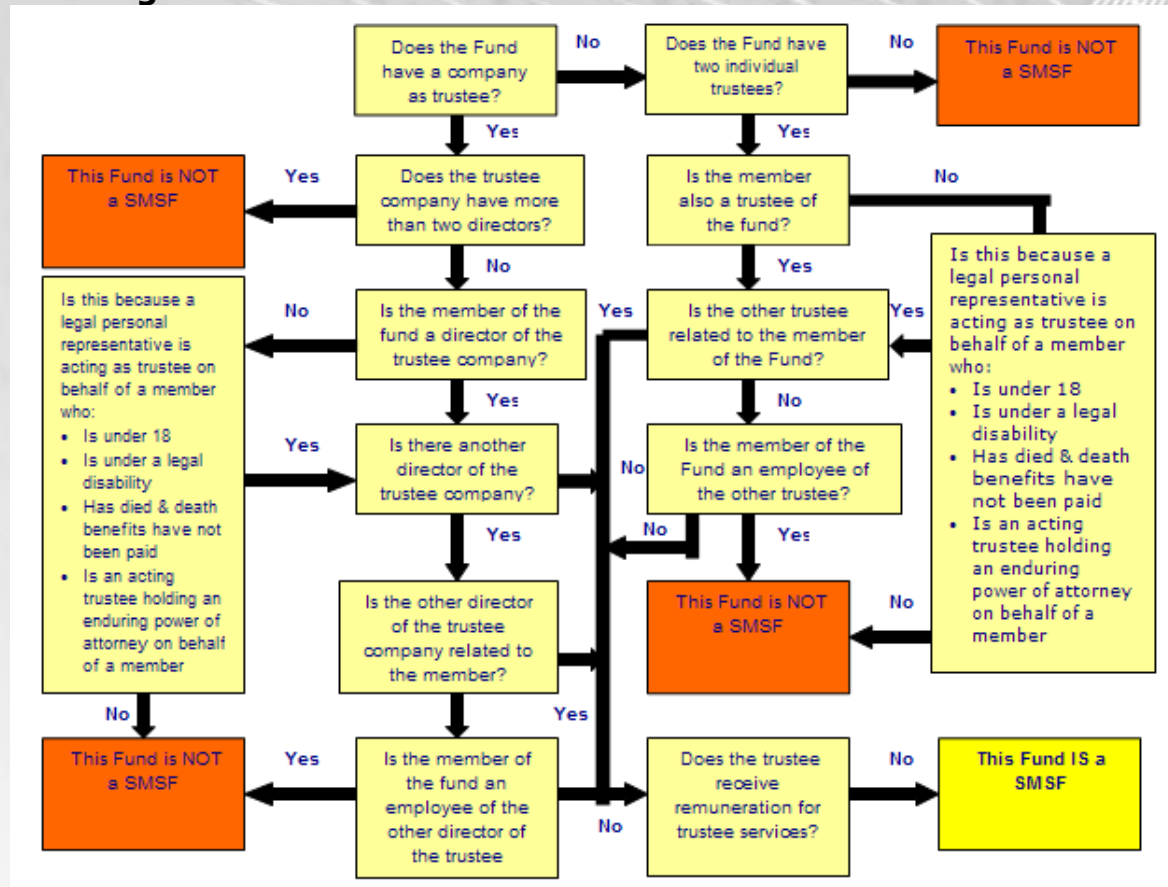 Does the Fund
have a company
as trustee?
No
Does the Fund have
two individual
trustees?
No
This Fund is NOT
a SMSF
Yes
Yes
This Fund is NOT
a SMSF
Yes
Does the trustee
company have more
than two directors?
Is the member
also a trustee of
the fund?
No
No
Yes
Is this because a
legal personal
representative is
acting as trustee on
behalf of a member
who:
• Is under 18
• Is under a legal
disability
• Has died & death
benefits have not
been paid
• Is an acting
trustee holding an
enduring power of
attorney on behalf
of a member
No
Is the member of the
fund a director of the
trustee company?
Yes
Is the other trustee
related to the member
of the Fund?
Yes
Is this because a
legal personal
representative is
acting as trustee on
behalf of a member
who:
• Is under 18
• Is under a legal
disability
• Has died & death
benefits have
not been paid
• Is an acting
trustee holding
an enduring
power of attorney
on behalf of a
member
Yes
No
Yes
Is there another
director of the
trustee company?
No
Is the member of the
Fund an employee of
the other trustee?
Yes
No
Yes
Is the other director
of the trustee
company related to
the member?
This Fund is NOT
a SMSF
No
No
Yes
This Fund is NOT
a SMSF
Yes
Is the member of
the fund an
employee of the
other director of
the trustee
No
Does the trustee
receive
remuneration for
trustee services?
No
This Fund IS a
SMSF